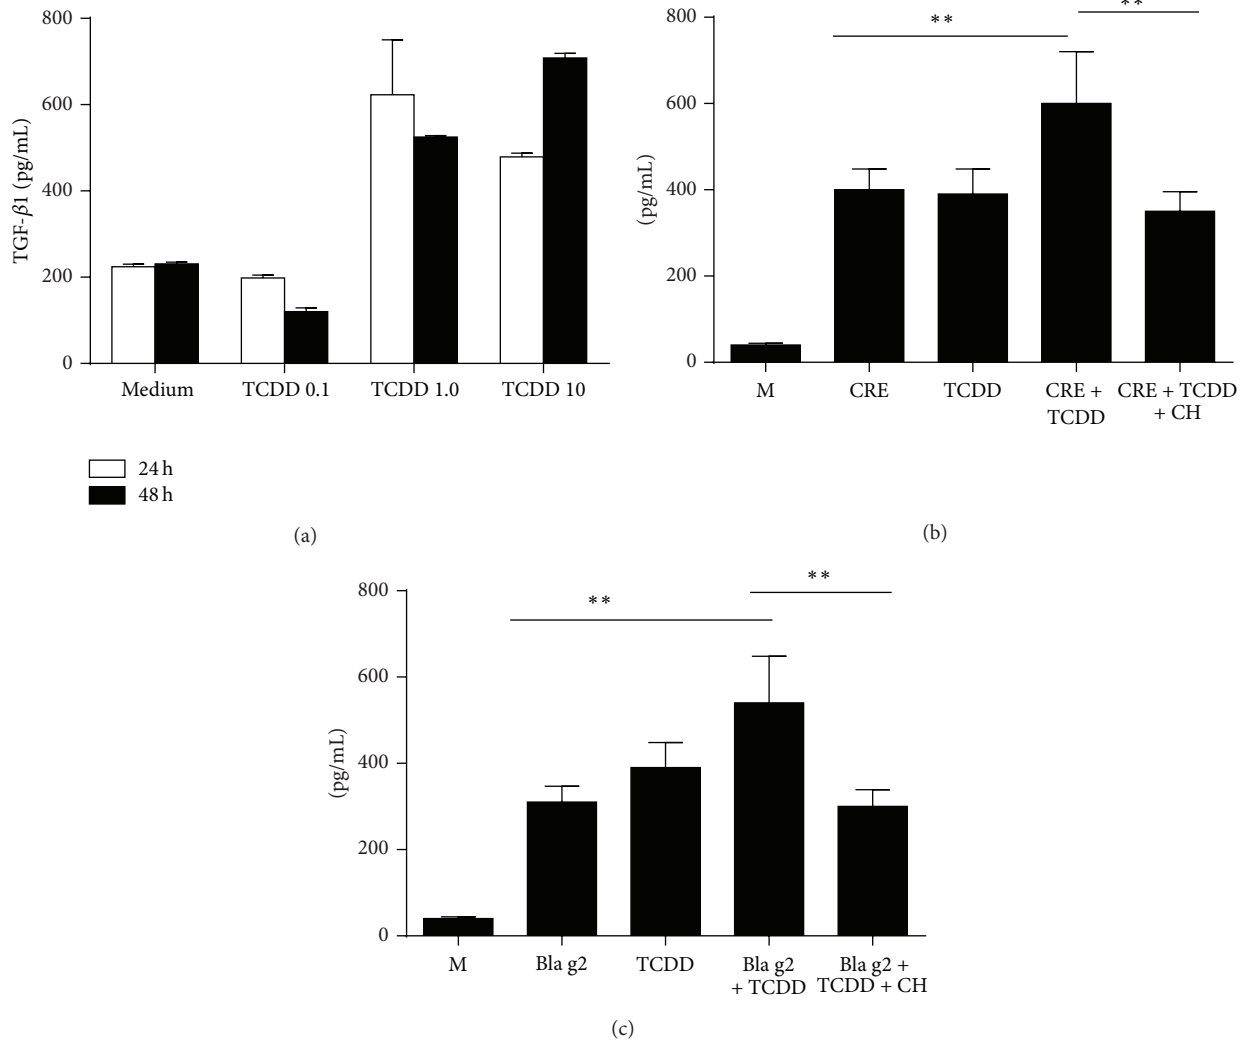 800
600
400
200
0
TGF-β1 (pg/mL)
Medium TCDD 0.1 TCDD 1.0 TCDD 10
24 h
48 h
(a)
**
**
800
600
400
200
0
(pg/mL)
M CRE TCDD CRE + CRE + TCDD
TCDD + CH
(b)
**
**
800
600
400
200
0
(pg/mL)
M Bla g2 TCDD Bla g2 Bla g2 +
+ TCDD TCDD + CH
(c)